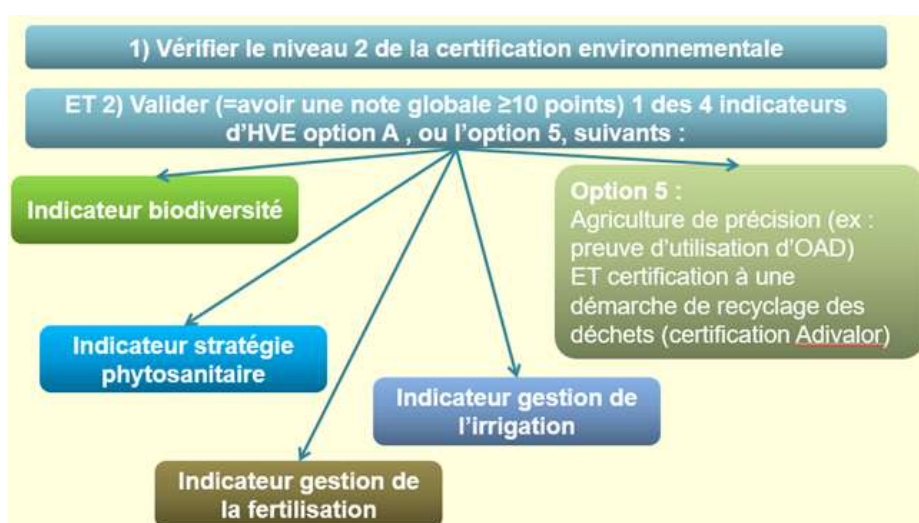 1) Vérifier le niveau 2 de la certification environnementale
ET 2) Valider (=avoir une note globale ≥10 points) 1 des 4 indicateurs
d’HVE option A , ou l’option 5, suivants :
Indicateur biodiversité
Option 5 :
Agriculture de précision (ex :
preuve d’utilisation d’OAD)
ET certification à une
démarche de recyclage des
déchets (certification Adivalor)
Indicateur stratégie
phytosanitaire
Indicateur gestion de
l’irrigation
Indicateur gestion de
la fertilisation